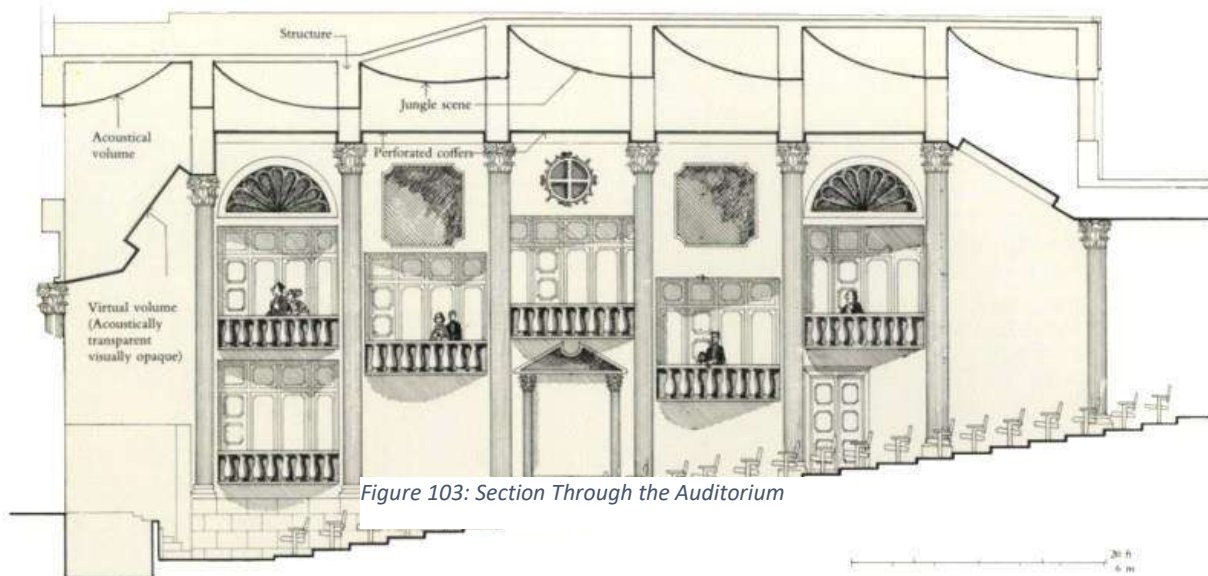 Structure
Jungle scene
Acoustical
volume
Perforated coffers
Virtual volume
(Acoustically
transparent
visually opaque)
Figure 103: Section Through the Auditorium
20 ft
6 m